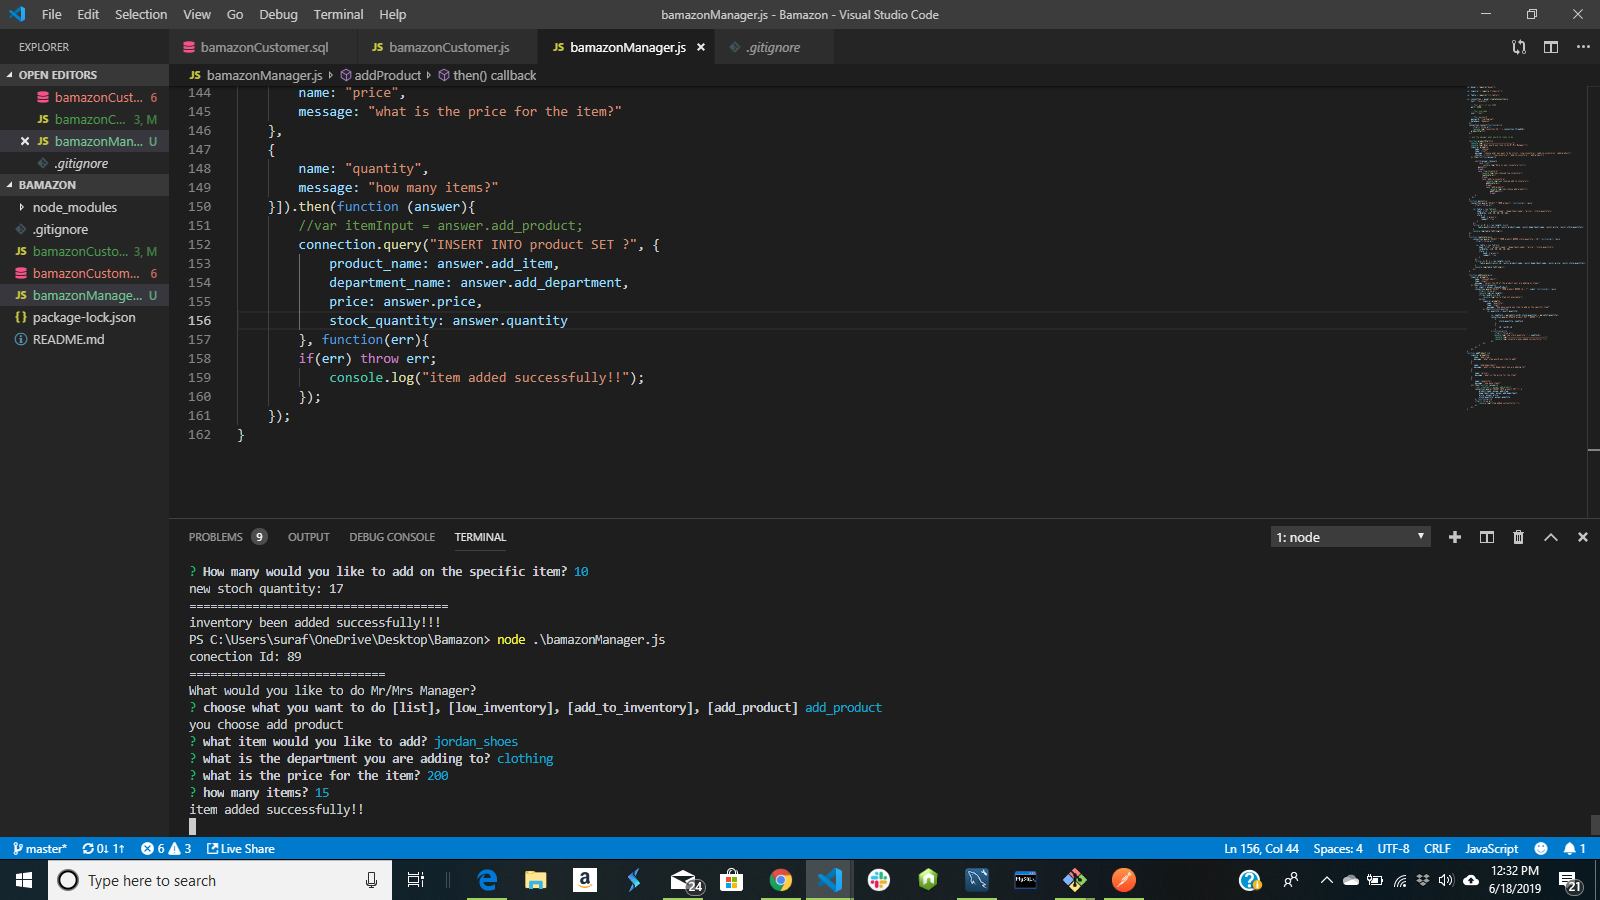 File Edit Selection View Go Debug Terminal Help
bamazonManager.js - Bamazon - Visual Studio Code
EXPLORER
bamazonCustomer.sql
JS bamazonCustomer.js
JS bamazonManager.js ×
.gitignore
OPEN EDITORS
bamazonCust... 6
JS bamazonC... 3, M
× JS bamazonMan... U
.gitignore
BAMAZON
node_modules
.gitignore
JS bamazonCusto... 3, M
bamazonCustom... 6
JS bamazonManage... U
{} package-lock.json
README.md
JS bamazonManager.js addProduct then() callback
144 name: "price",
145 message: "what is the price for the item?"
146 },
147 {
148 name: "quantity",
149 message: "how many items?"
150 }]).then(function (answer){
151 //var itemInput = answer.add_product;
152 connection.query("INSERT INTO product SET ?", {
153 product_name: answer.add_item,
154 department_name: answer.add_department,
155 price: answer.price,
156 stock_quantity: answer.quantity
157 }, function(err){
158 if(err) throw err;
159 console.log("item added successfully!!");
160 });
161 });
162 }
PROBLEMS 9 OUTPUT DEBUG CONSOLE TERMINAL
1: node
? How many would you like to add on the specific item? 10
new stoch quantity: 17
=====================================
inventory been added successfully!!!
PS C:\Users\suraf\OneDrive\Desktop\Bamazon> node .\bamazonManager.js
conection Id: 89
============================
What would you like to do Mr/Mrs Manager?
? choose what you want to do [list], [low_inventory], [add_to_inventory], [add_product] add_product
you choose add product
? what item would you like to add? jordan_shoes
? what is the department you are adding to? clothing
? what is the price for the item? 200
? how many items? 15
item added successfully!!
master* 0↓ 1↑ 6 3 Live Share
Ln 156, Col 44 Spaces: 4 UTF-8 CRLF JavaScript 1
Type here to search
24
MySQL
12:32 PM
6/18/2019
21